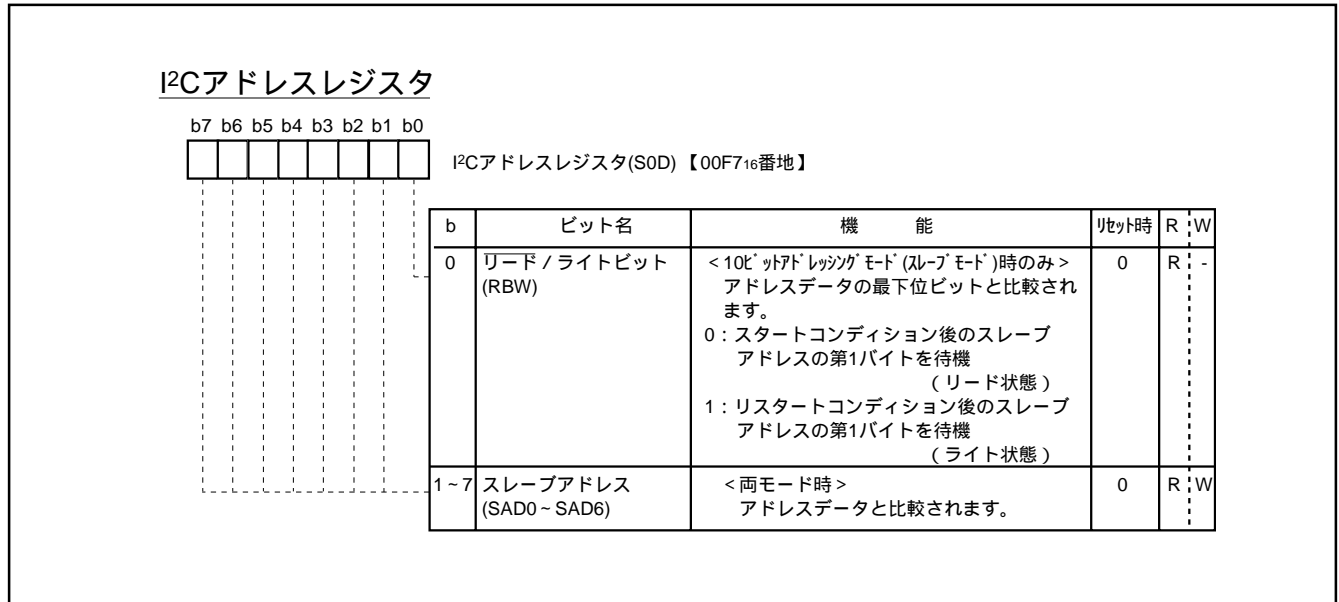 I²Cアドレスレジスタ
b7 b6 b5 b4 b3 b2 b1 b0
I²Cアドレスレジスタ(S0D)【00F7₁₆番地】
b ビット名 機 能 ﾘｾｯﾄ時 R W
0 リード / ライトビット <10ﾋﾞｯﾄｱﾄﾞﾚｯｼﾝｸﾞﾓｰﾄﾞ(ｽﾚｰﾌﾞﾓｰﾄﾞ)時のみ> 0 R -
(RBW) アドレスデータの最下位ビットと比較され
ます。
0：スタートコンディション後のスレーブ
アドレスの第1バイトを待機
(リード状態)
1：リスタートコンディション後のスレーブ
アドレスの第1バイトを待機
(ライト状態)
1~7 スレーブアドレス <両モード時> 0 R W
(SAD0~SAD6) アドレスデータと比較されます。